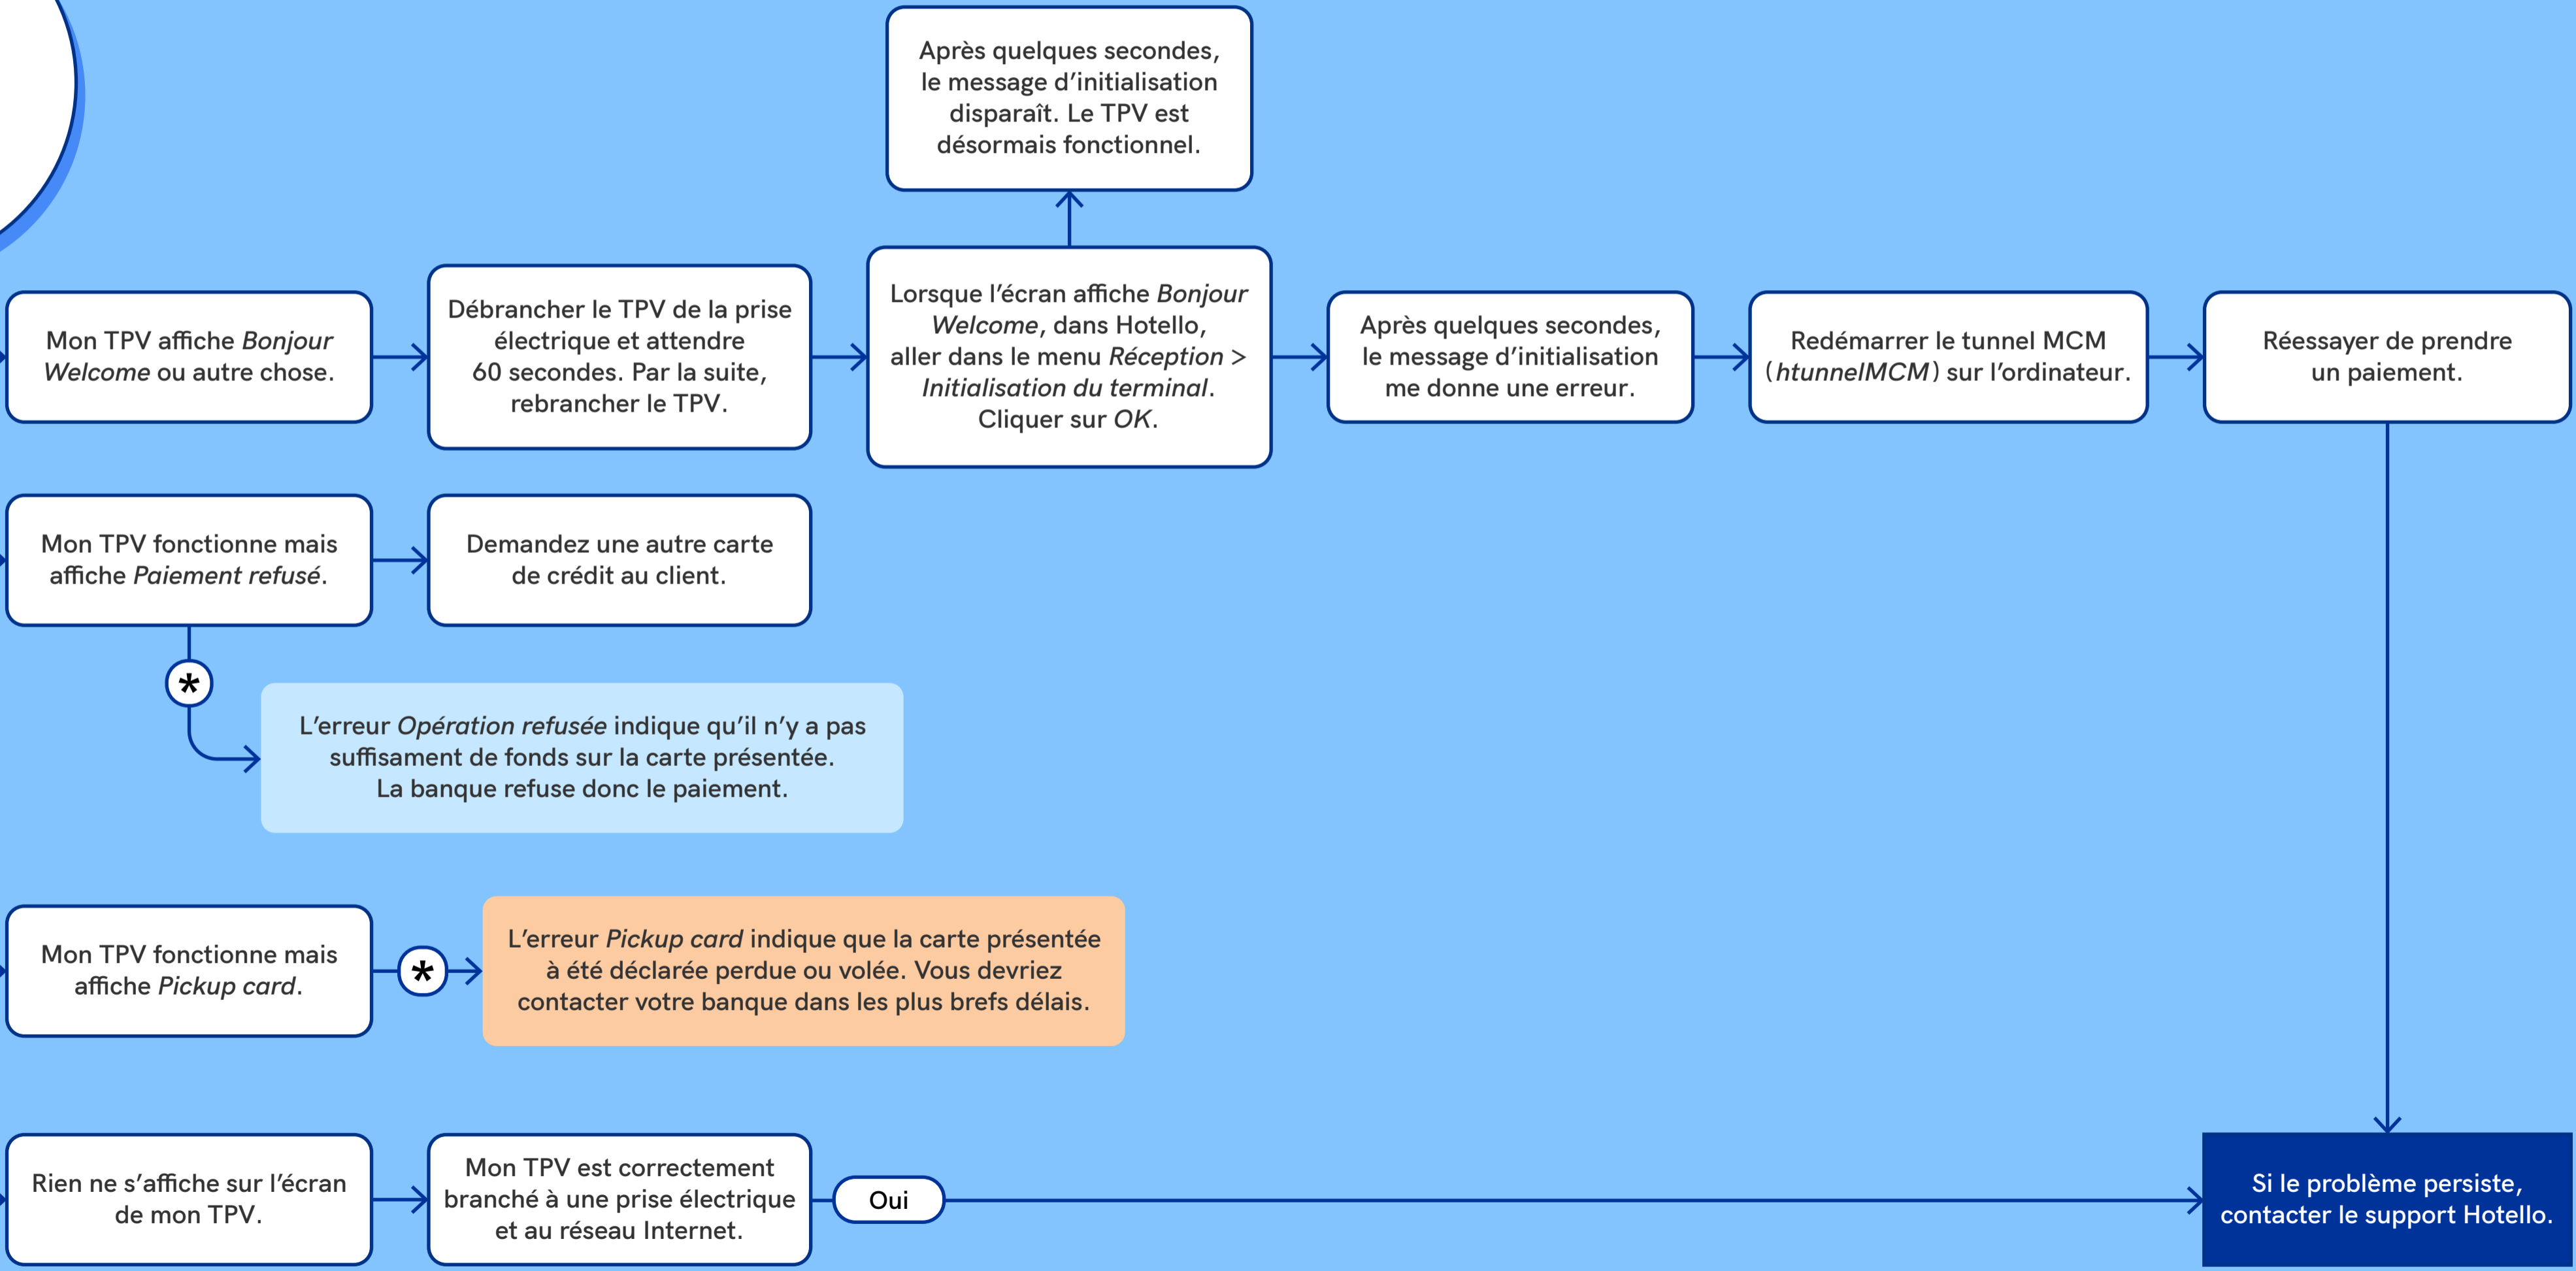 Après quelques secondes,
le message d’initialisation
disparaît. Le TPV est
désormais fonctionnel.
Mon TPV affiche Bonjour
Welcome ou autre chose.
Débrancher le TPV de la prise
électrique et attendre
60 secondes. Par la suite,
rebrancher le TPV.
Lorsque l’écran affiche Bonjour
Welcome, dans Hotello,
aller dans le menu Réception >
Initialisation du terminal.
Cliquer sur OK.
Après quelques secondes,
le message d’initialisation
me donne une erreur.
Redémarrer le tunnel MCM
(htunnelMCM) sur l’ordinateur.
Réessayer de prendre
un paiement.
Mon TPV fonctionne mais
affiche Paiement refusé.
Demandez une autre carte
de crédit au client.
*
L’erreur Opération refusée indique qu’il n’y a pas
suffisament de fonds sur la carte présentée.
La banque refuse donc le paiement.
Mon TPV fonctionne mais
affiche Pickup card.
*
L’erreur Pickup card indique que la carte présentée
à été déclarée perdue ou volée. Vous devriez
contacter votre banque dans les plus brefs délais.
Rien ne s’affiche sur l’écran
de mon TPV.
Mon TPV est correctement
branché à une prise électrique
et au réseau Internet.
Oui
Si le problème persiste,
contacter le support Hotello.